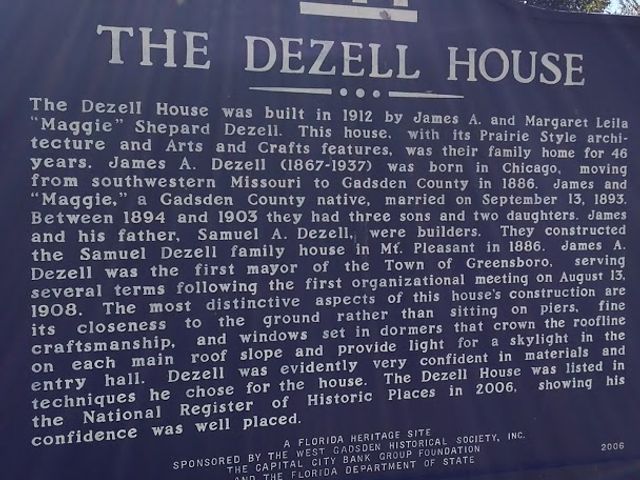 THE DEZELL HOUSE
The Dezell House was built in 1912 by James A. and Margaret Leila
"Maggie" Shepard Dezell. This house, with its Prairie Style archi-
tecture and Arts and Crafts features, was their family home for 46
years. James A. Dezell (1867-1937) was born in Chicago, moving
from southwestern Missouri to Gadsden County in 1886. James and
"Maggie," a Gadsden County native, married on September 13, 1893.
Between 1894 and 1903 they had three sons and two daughters. James
and his father, Samuel A. Dezell, were builders. They constructed
the Samuel Dezell family house in Mt. Pleasant in 1886. James A.
Dezell was the first mayor of the Town of Greensboro, serving
several terms following the first organizational meeting on August 13,
1908. The most distinctive aspects of this house's construction are
its closeness to the ground rather than sitting on piers, fine
craftsmanship, and windows set in dormers that crown the roofline
on each main roof slope and provide light for a skylight in the
entry hall. Dezell was evidently very confident in materials and
techniques he chose for the house. The Dezell House was listed in
the National Register of Historic Places in 2006, showing his
confidence was well placed.
A FLORIDA HERITAGE SITE
SPONSORED BY THE WEST GADSDEN HISTORICAL SOCIETY, INC.
THE CAPITAL CITY BANK GROUP FOUNDATION
AND THE FLORIDA DEPARTMENT OF STATE
2006